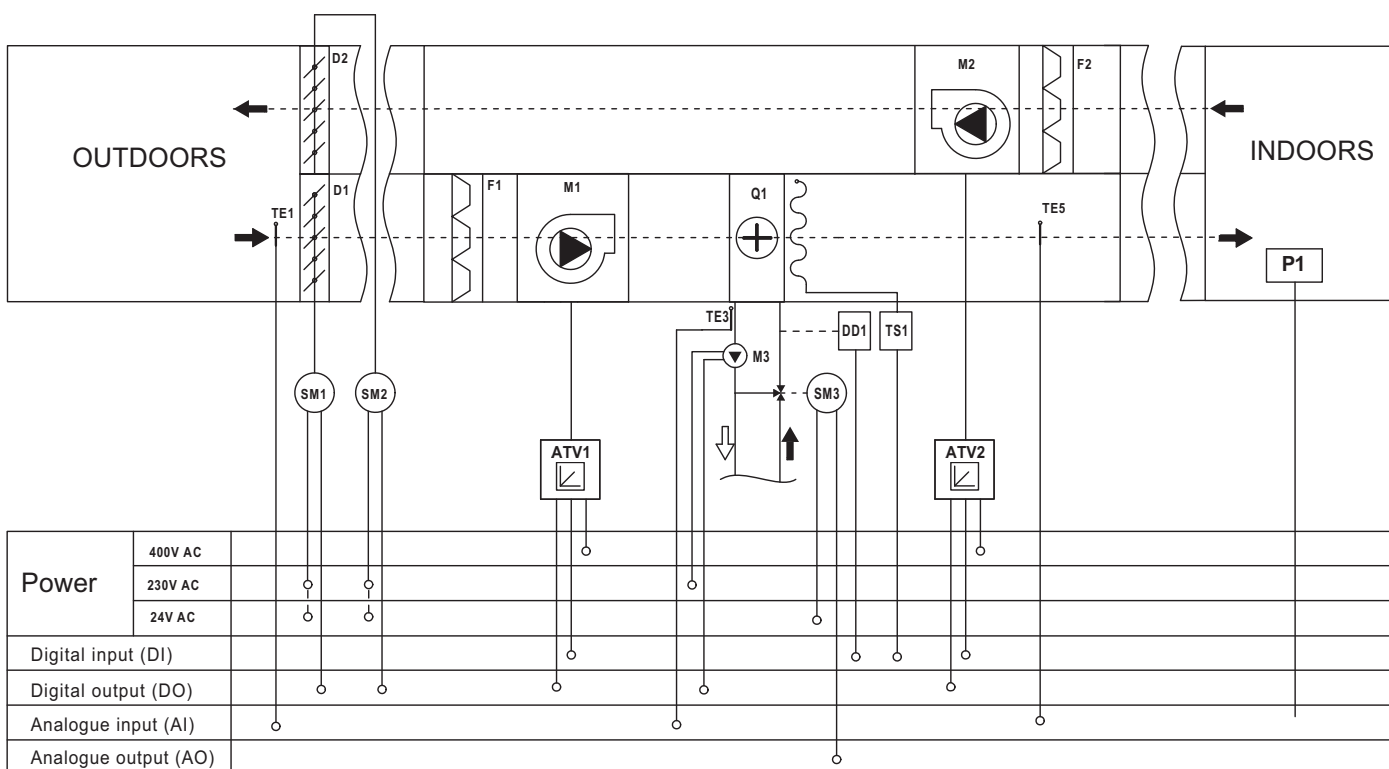 D2
M2
F2
OUTDOORS
INDOORS
TE1
D1
F1
M1
Q1
TE5
P1
TE3
DD1
TS1
M3
SM1
SM2
SM3
ATV1
ATV2
Power
400V AC
230V AC
24V AC
Digital input (DI)
Digital output (DO)
Analogue input (AI)
Analogue output (AO)